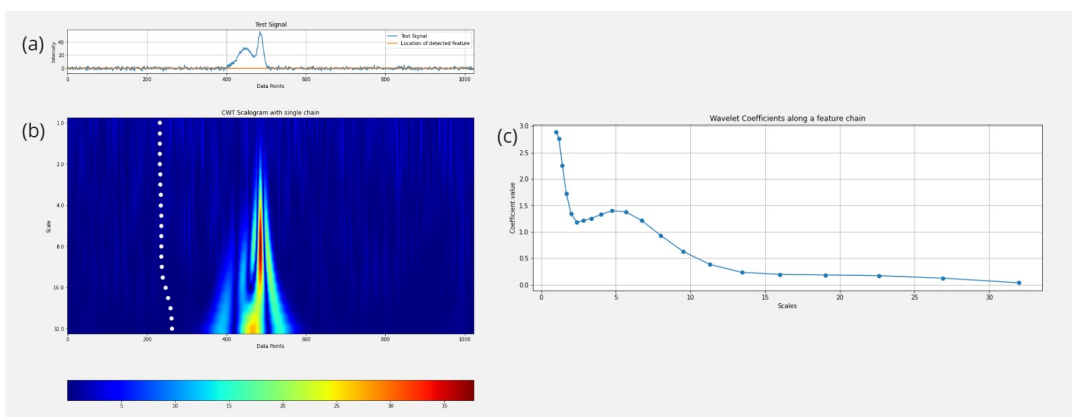 (a)
Test Signal
Intensity
40
20
0
Test Signal
Location of detected feature
0 200 400 600 800 1000
Data Points
(b)
CWT Scalogram with single chain
Scale
1.0
2.0
4.0
8.0
16.0
32.0
0 200 400 600 800 1000
Data Points
5 10 15 20 25 30 35
(c)
Wavelet Coefficients along a feature chain
Coefficient value
3.0
2.5
2.0
1.5
1.0
0.5
0.0
0 5 10 15 20 25 30
Scales